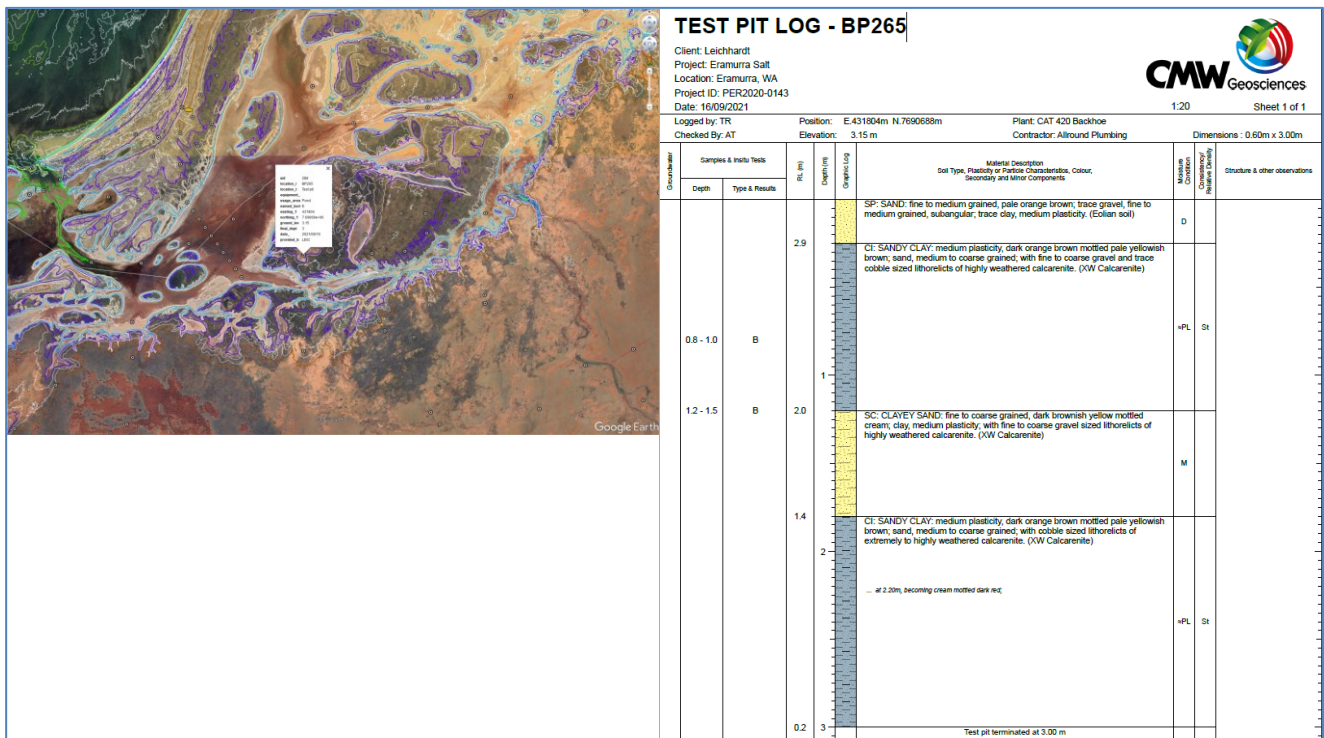 Google Earth
TEST PIT LOG - BP265
Client: Leichhardt
Project: Eramurra Salt
Location: Eramurra, WA
Project ID: PER2020-0143
Date: 16/09/2021
CMW Geosciences
1:20
Sheet 1 of 1
Logged by: TR
Position: E.431804m N.7690688m
Plant: CAT 420 Backhoe
Checked By: AT
Elevation: 3.15 m
Contractor: Allround Plumbing
Dimensions : 0.60m x 3.00m
Groundwater
Samples & Insitu Tests
Depth
Type & Results
RL (m)
Depth (m)
Graphic Log
Material Description
Soil Type, Plasticity or Particle Characteristics, Colour,
Secondary and Minor Components
Moisture
Condition
Consistency/
Relative Density
Structure & other observations
SP: SAND: fine to medium grained, pale orange brown; trace gravel, fine to
medium grained, subangular; trace clay, medium plasticity. (Eolian soil)
D
2.9
CI: SANDY CLAY: medium plasticity, dark orange brown mottled pale yellowish
brown; sand, medium to coarse grained; with fine to coarse gravel and trace
cobble sized lithorelicts of highly weathered calcarenite. (XW Calcarenite)
≈PL
St
0.8 - 1.0
B
1
1.2 - 1.5
B
2.0
SC: CLAYEY SAND: fine to coarse grained, dark brownish yellow mottled
cream; clay, medium plasticity; with fine to coarse gravel sized lithorelicts of
highly weathered calcarenite. (XW Calcarenite)
M
1.4
CI: SANDY CLAY: medium plasticity, dark orange brown mottled pale yellowish
brown; sand, medium to coarse grained; with cobble sized lithorelicts of
extremely to highly weathered calcarenite. (XW Calcarenite)
2
... at 2.20m, becoming cream mottled dark red;
≈PL
St
0.2
3
Test pit terminated at 3.00 m